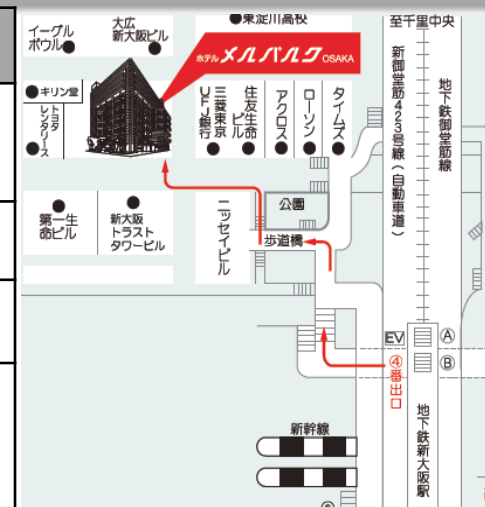 至千里中央
東淀川高校
イーグル
ボウル
大広
新大阪ビル
ホテル メルパルク OSAKA
キリン堂
トヨタ
レンタリース
三菱東京
UFJ銀行
住友生命
ビル
アクロス
ローソン
タイムズ
新御堂筋423号線(自動車道)
地下鉄御堂筋線
公園
第一生
命ビル
新大阪
トラスト
タワービル
ニッセイビル
歩道橋
EV
Ⓐ
Ⓑ
④番出口
新幹線
地下鉄新大阪駅